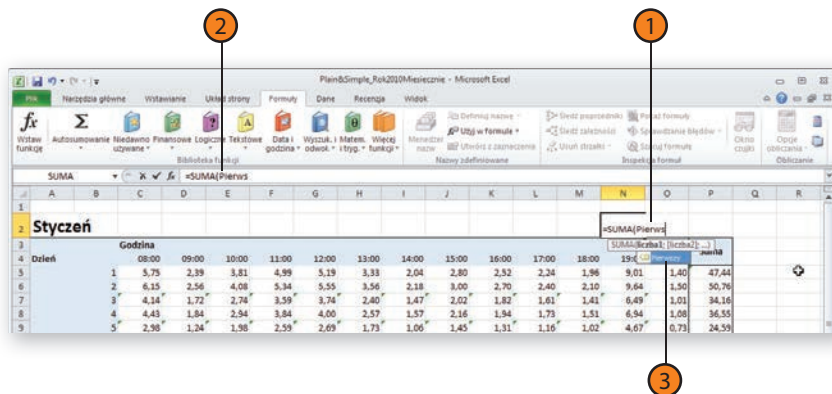 2
1
Plain&Simple_Rok2010Miesiecznie - Microsoft Excel
Plik Narzędzia główne Wstawianie Układ strony Formuły Dane Recenzja Widok
Wstaw funkcję
Autosumowanie
Niedawno używane
Finansowe
Logiczne
Tekstowe
Data i godzina
Wyszuk. i odwoł.
Matem. i tryg.
Więcej funkcji
Menedżer nazw
Definiuj nazwę
Użyj w formule
Utwórz z zaznaczenia
Śledź poprzedniki
Śledź zależności
Usuń strzałki
Pokaż formuły
Sprawdzanie błędów
Szacuj formułę
Okno czujki
Opcje obliczania
Biblioteka funkcji
Nazwy zdefiniowane
Inspekcja formuł
Obliczanie
SUMA fx =SUMA(Pierws
A B C D E F G H I J K L M N O P Q R
1
2 Styczeń =SUMA(Pierws
3 Godzina SUMA(liczba1; [liczba2]; ...)
4 Dzień 08:00 09:00 10:00 11:00 12:00 13:00 14:00 15:00 16:00 17:00 18:00 Pierwszy Suma
5 1 5,75 2,39 3,81 4,99 5,19 3,33 2,04 2,80 2,52 2,24 1,96 9,01 1,40 47,44
6 2 6,15 2,56 4,08 5,34 5,55 3,56 2,18 3,00 2,70 2,40 2,10 9,64 1,50 50,76
7 3 4,14 1,72 2,74 3,59 3,74 2,40 1,47 2,02 1,82 1,61 1,41 6,49 1,01 34,16
8 4 4,43 1,84 2,94 3,84 4,00 2,57 1,57 2,16 1,94 1,73 1,51 6,94 1,08 36,55
9 5 2,98 1,24 1,98 2,59 2,69 1,73 1,06 1,45 1,31 1,16 1,02 4,67 0,73 24,59
3